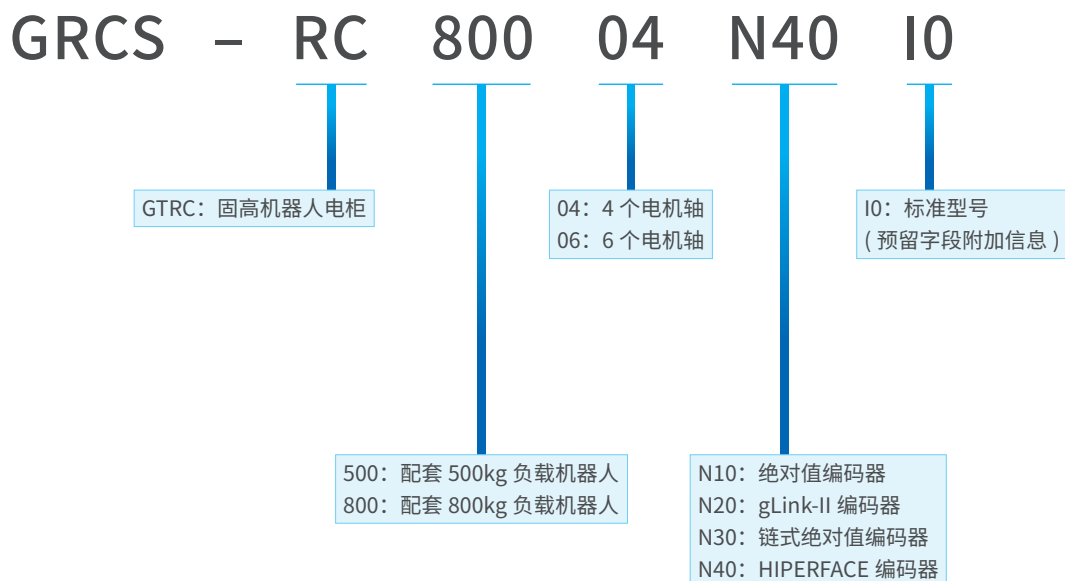 GRCS – RC 800 04 N40 I0
GTRC：固高机器人电柜
04：4 个电机轴
06：6 个电机轴
I0：标准型号
( 预留字段附加信息 )
500：配套 500kg 负载机器人
800：配套 800kg 负载机器人
N10：绝对值编码器
N20：gLink-II 编码器
N30：链式绝对值编码器
N40：HIPERFACE 编码器